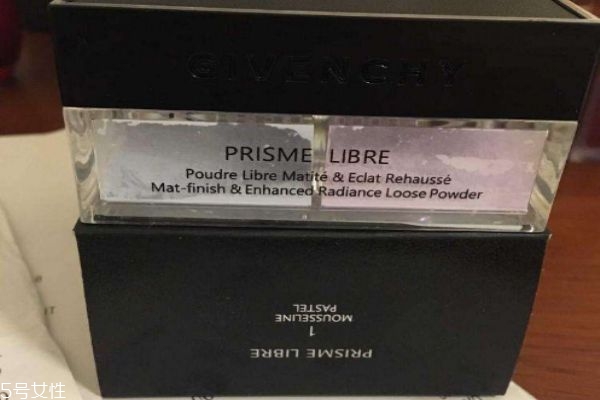 GIVENCHY
PRISME LIBRE
Poudre Libre Matité & Eclat Rehaussé
Mat-finish & Enhanced Radiance Loose Powder
PRISME LIBRE
1
MOUSSELINE
PASTEL
5号女性